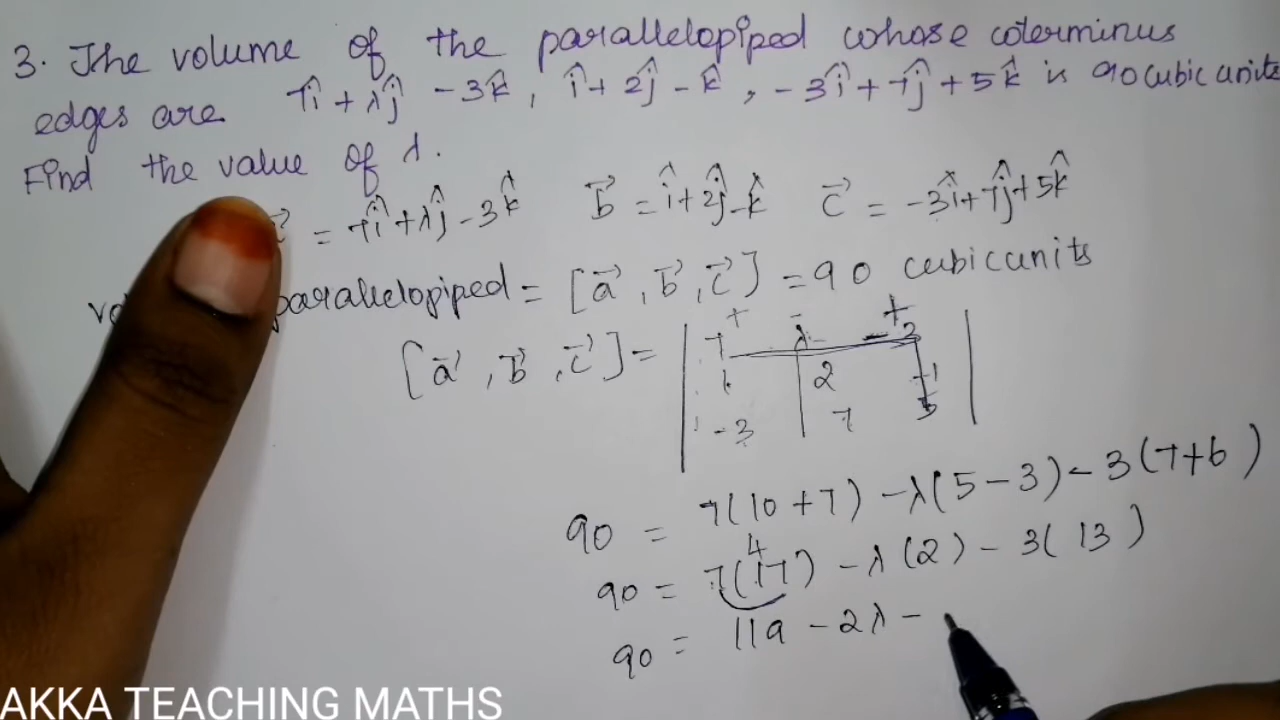 3. The volume of the parallelopiped whose coterminus
edges are 7î + λĵ - 3k̂, î + 2ĵ - k̂, -3î + 7ĵ + 5k̂ is 90 cubic units
Find the value of λ.
= 7î + λĵ - 3k̂ b⃗ = î + 2ĵ - k̂ c⃗ = -3î + 7ĵ + 5k̂
parallelopiped = [a⃗, b⃗, c⃗] = 90 cubic units
+ - +
[a⃗, b⃗, c⃗] = | 7 λ -3 |
1 2 -1
-3 7 5
90 = 7(10+7) - λ(5-3) - 3(7+6)
4
90 = 7(17) - λ(2) - 3(13)
90 = 119 - 2λ -
AKKA TEACHING MATHS